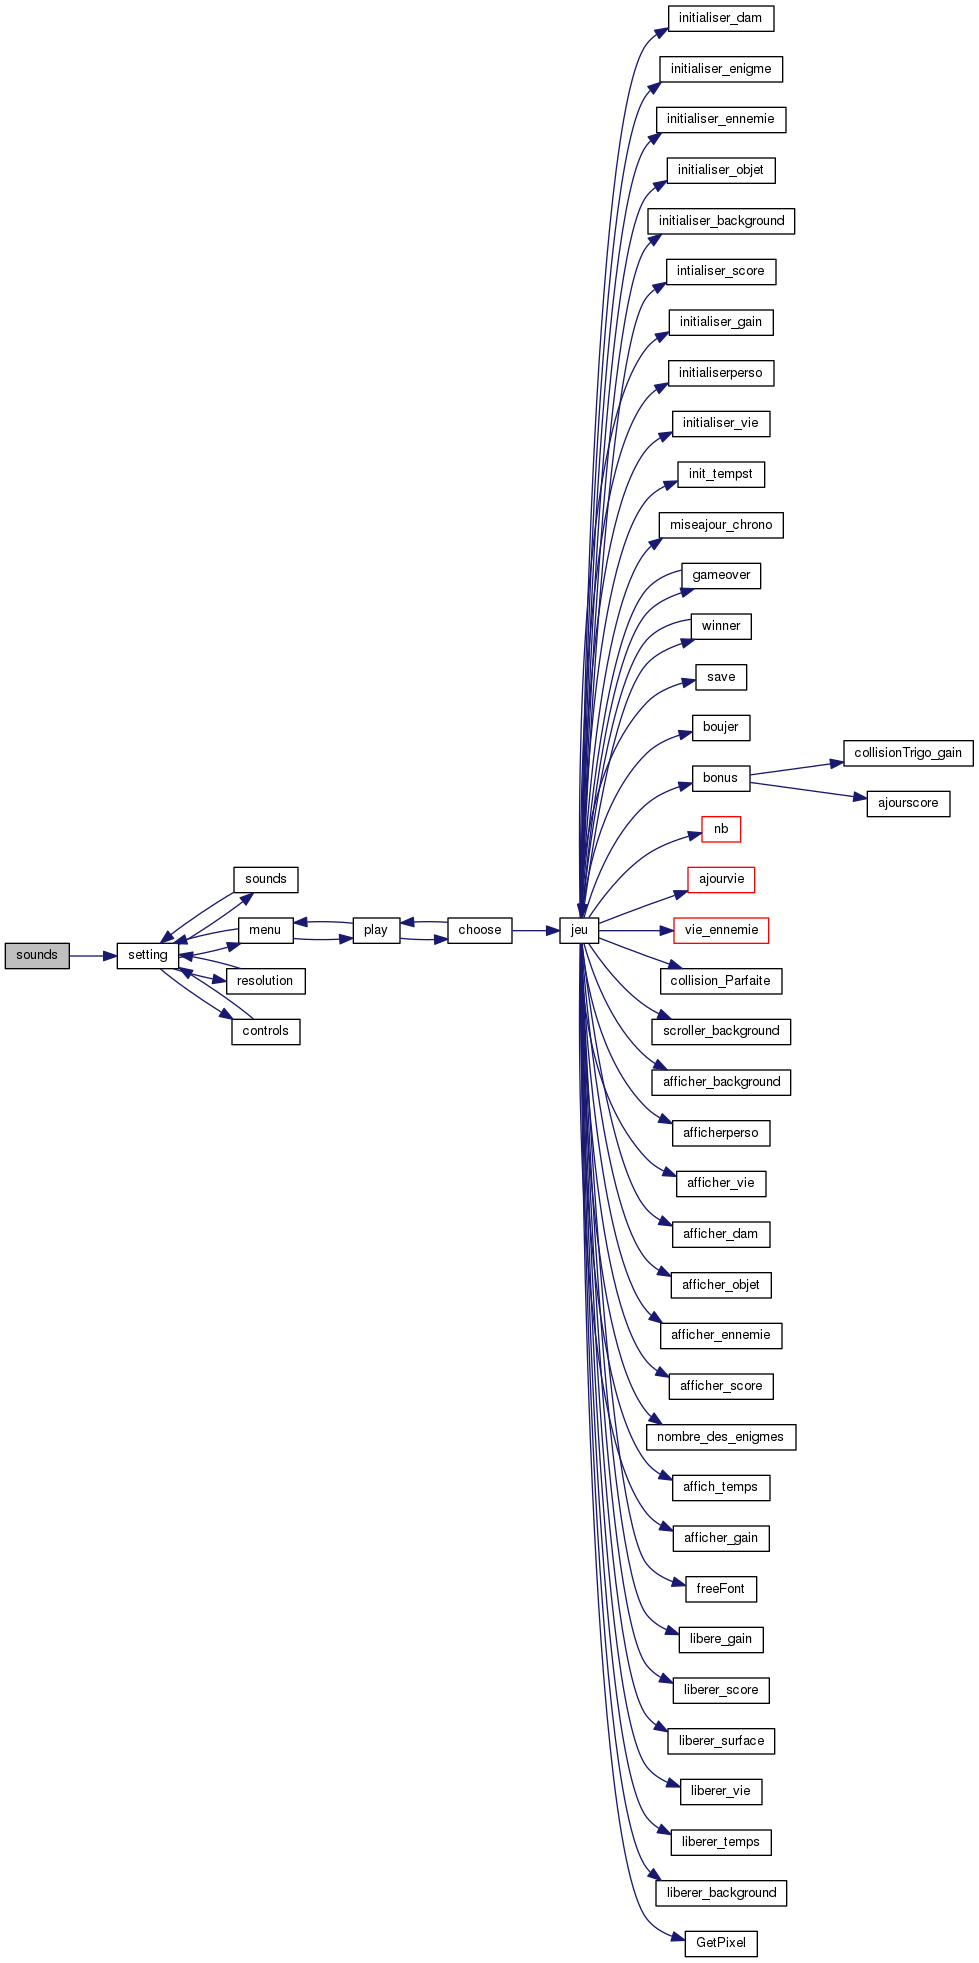 initialiser_dam
initialiser_enigme
initialiser_ennemie
initialiser_objet
initialiser_background
intialiser_score
initialiser_gain
initialiserperso
initialiser_vie
init_tempst
miseajour_chrono
gameover
winner
save
boujer
bonus
collisionTrigo_gain
ajourscore
nb
ajourvie
vie_ennemie
sounds
setting
sounds
menu
resolution
controls
play
choose
jeu
collision_Parfaite
scroller_background
afficher_background
afficherperso
afficher_vie
afficher_dam
afficher_objet
afficher_ennemie
afficher_score
nombre_des_enigmes
affich_temps
afficher_gain
freeFont
libere_gain
liberer_score
liberer_surface
liberer_vie
liberer_temps
liberer_background
GetPixel